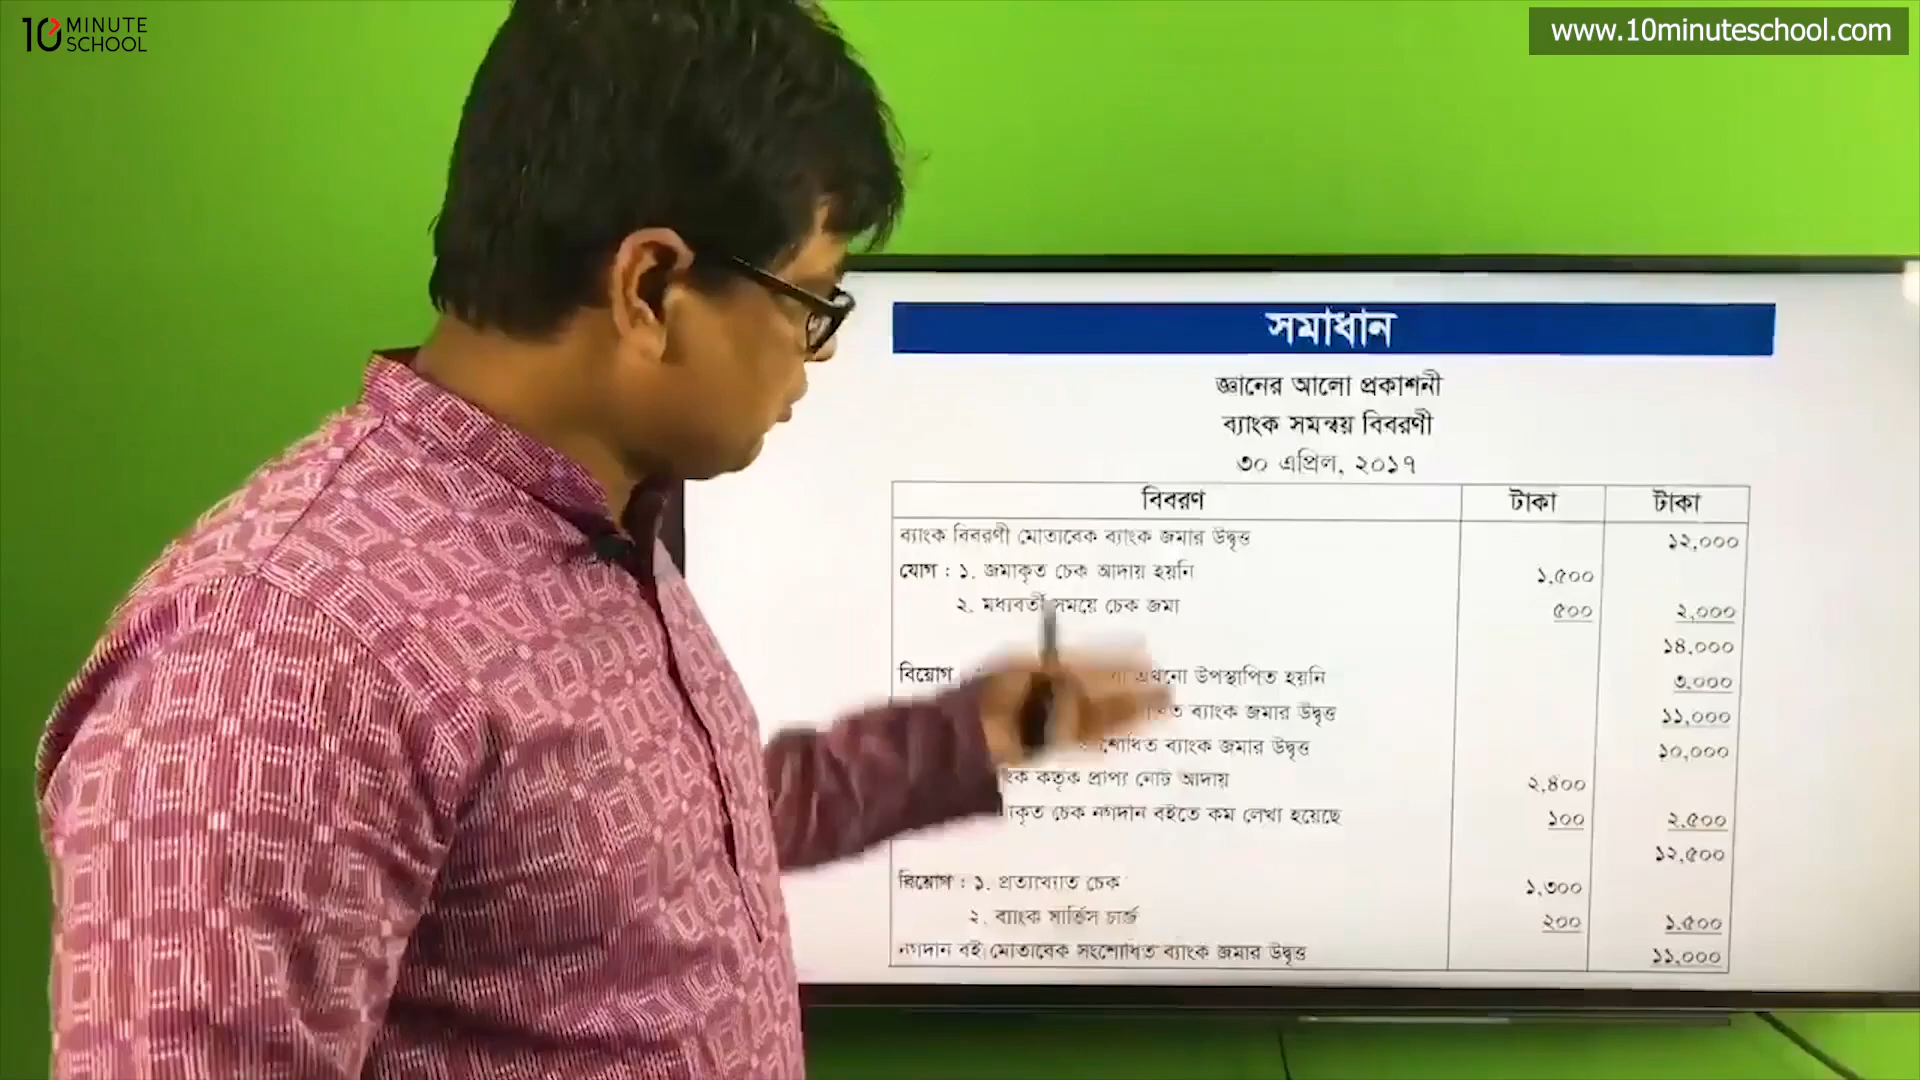 10 MINUTE SCHOOL
www.10minuteschool.com
সমাধান
জ্ঞানের আলো প্রকাশনী
ব্যাংক সমন্বয় বিবরণী
৩০ এপ্রিল, ২০১৭
বিবরণ টাকা টাকা
ব্যাংক বিবরণী মোতাবেক ব্যাংক জমার উদ্বৃত্ত ১২,০০০
যোগ : ১. জমাকৃত চেক আদায় হয়নি ১,৫০০
২. মধ্যবর্তী সময়ে চেক জমা ৫০০ ২,০০০
১৪,০০০
বিয়োগ এখনো উপস্থাপিত হয়নি ৩,০০০
ব্যাংক জমার উদ্বৃত্ত ১১,০০০
ব্যাংক জমার উদ্বৃত্ত ১০,০০০
কর্তৃক প্রাপ্য নোট আদায় ২,৪০০
চেক নগদান বইতে কম লেখা হয়েছে ১০০ ২,৫০০
১২,৫০০
বিয়োগ : ১. প্রত্যাখ্যাত চেক ১,৩০০
২. ব্যাংক সার্ভিস চার্জ ২০০ ১,৫০০
নগদান বই মোতাবেক সংশোধিত ব্যাংক জমার উদ্বৃত্ত ১১,০০০